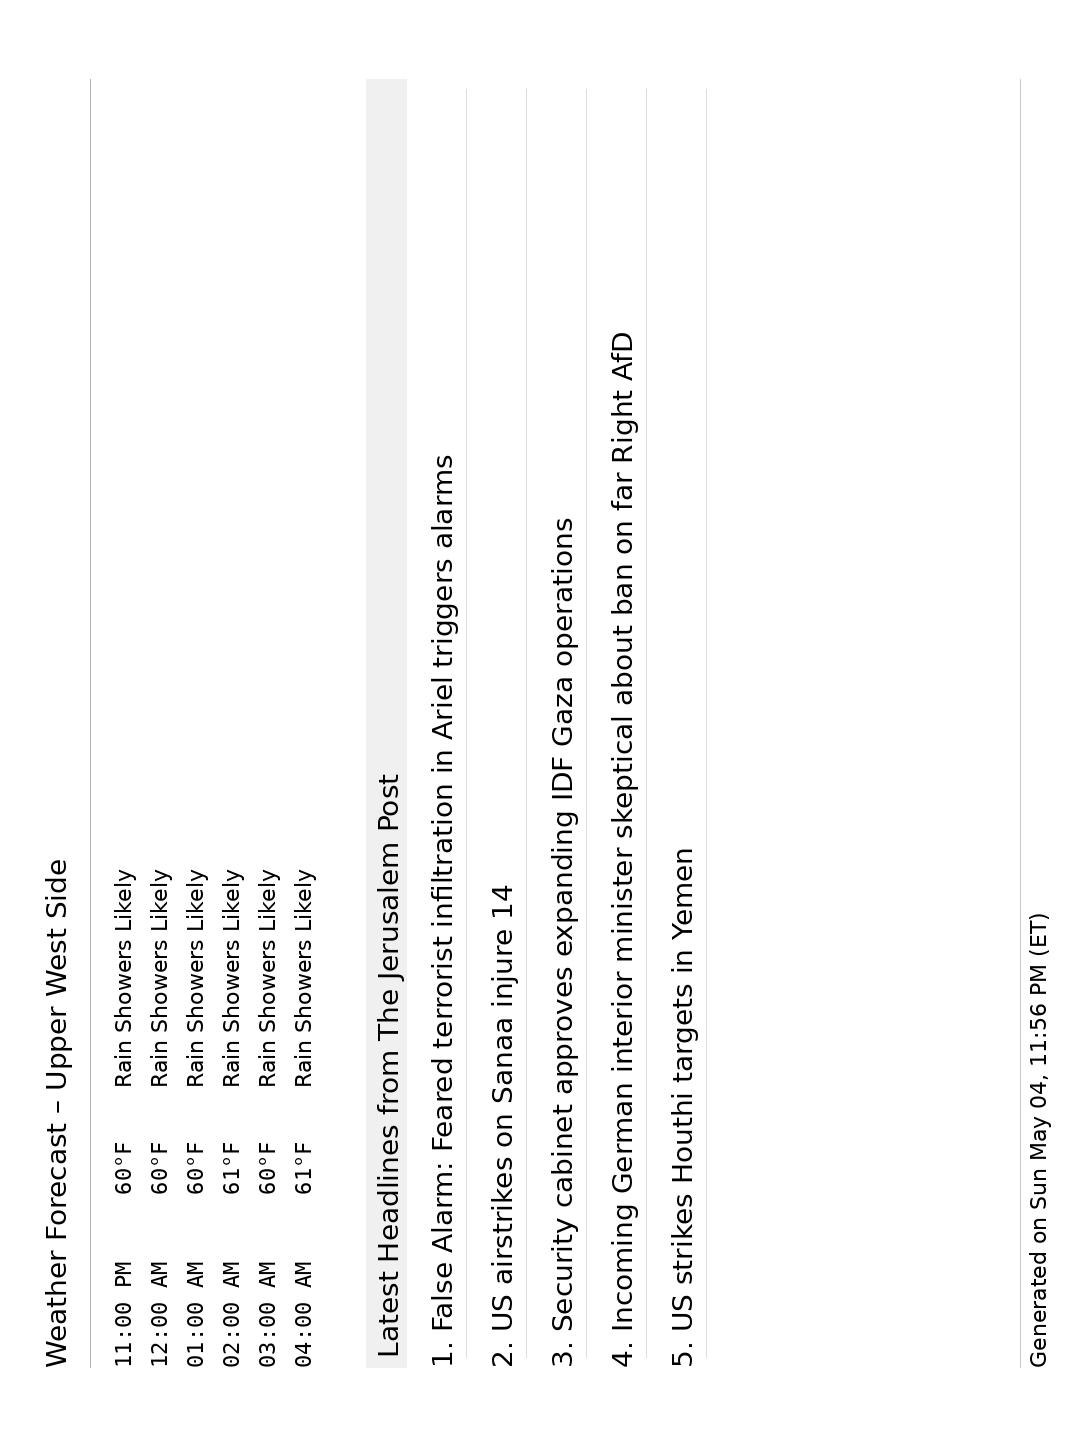 Weather Forecast – Upper West Side
11:00 PM 60°F Rain Showers Likely
12:00 AM 60°F Rain Showers Likely
01:00 AM 60°F Rain Showers Likely
02:00 AM 61°F Rain Showers Likely
03:00 AM 60°F Rain Showers Likely
04:00 AM 61°F Rain Showers Likely
Latest Headlines from The Jerusalem Post
1. False Alarm: Feared terrorist infiltration in Ariel triggers alarms
2. US airstrikes on Sanaa injure 14
3. Security cabinet approves expanding IDF Gaza operations
4. Incoming German interior minister skeptical about ban on far Right AfD
5. US strikes Houthi targets in Yemen
Generated on Sun May 04, 11:56 PM (ET)